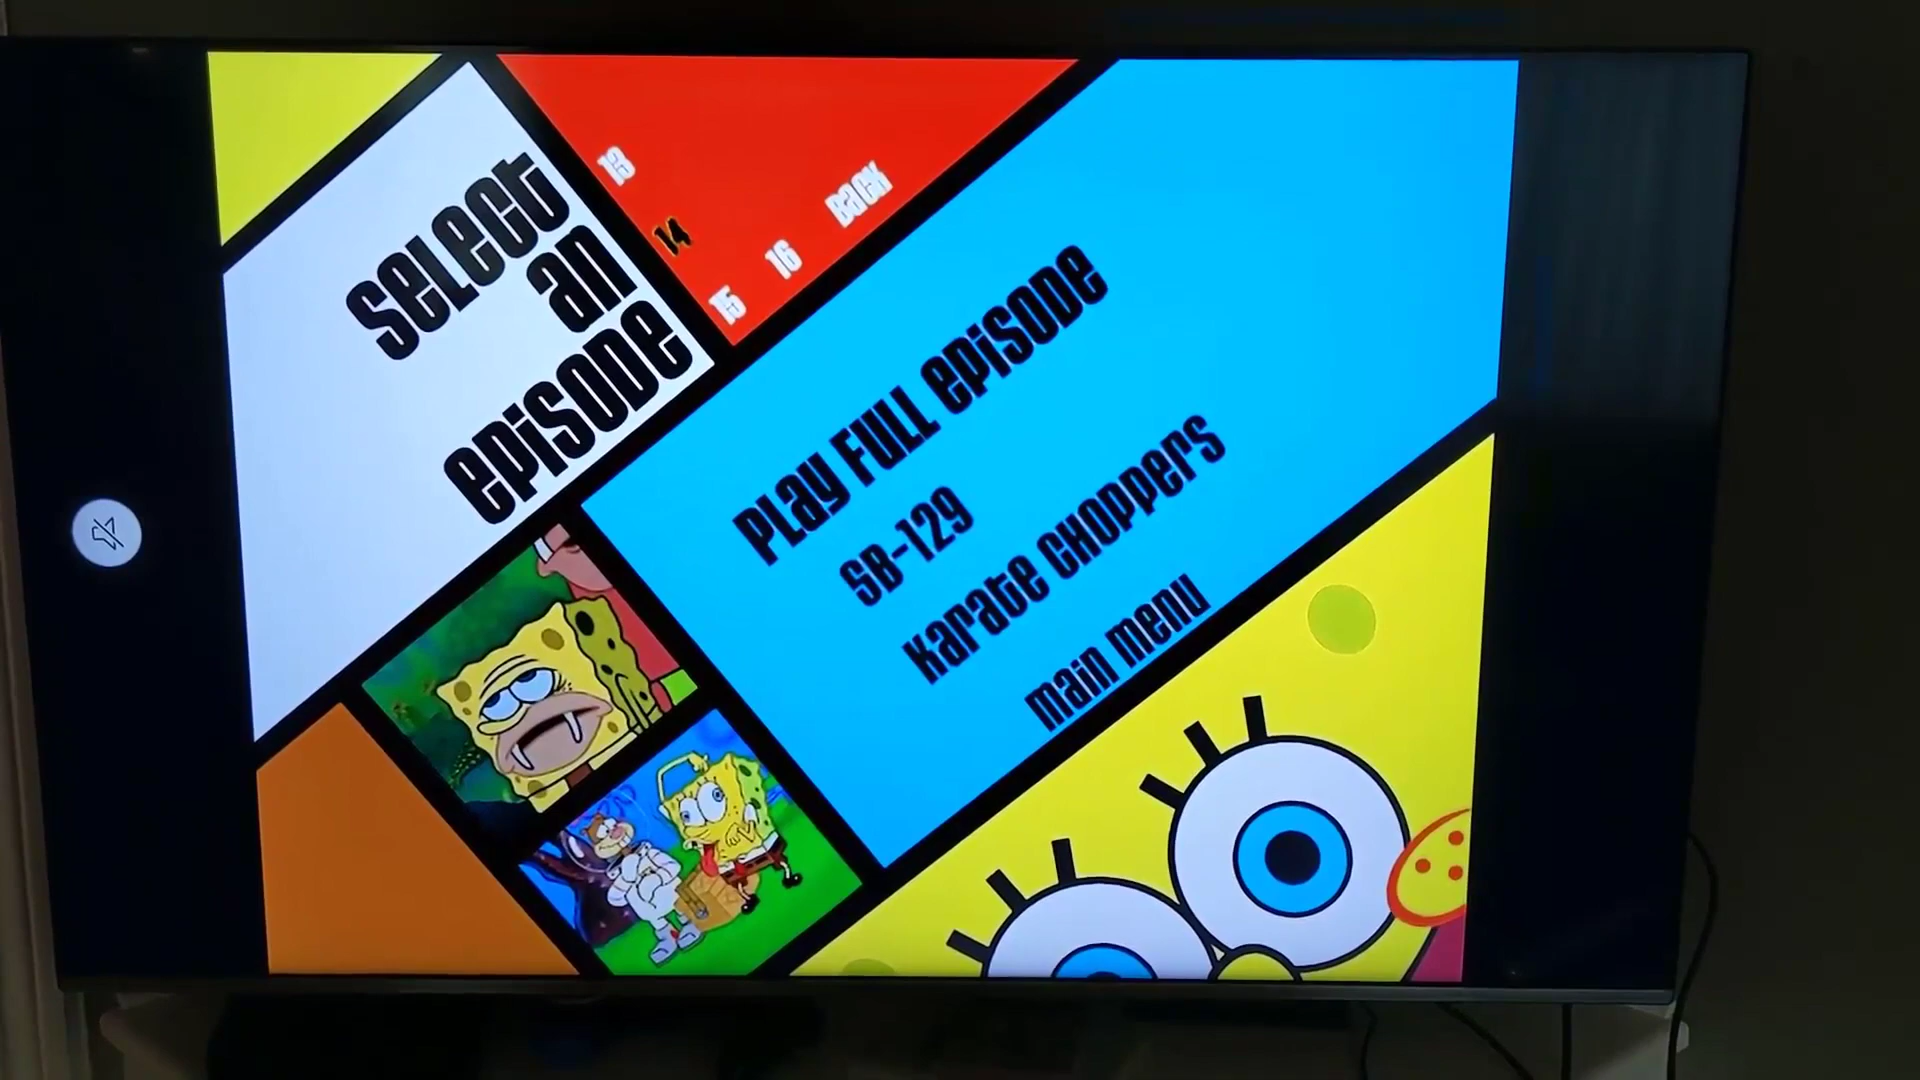 Select
an
episode
13
14
15
16
Back
Play Full Episode
SB-129
Karate Choppers
Main Menu